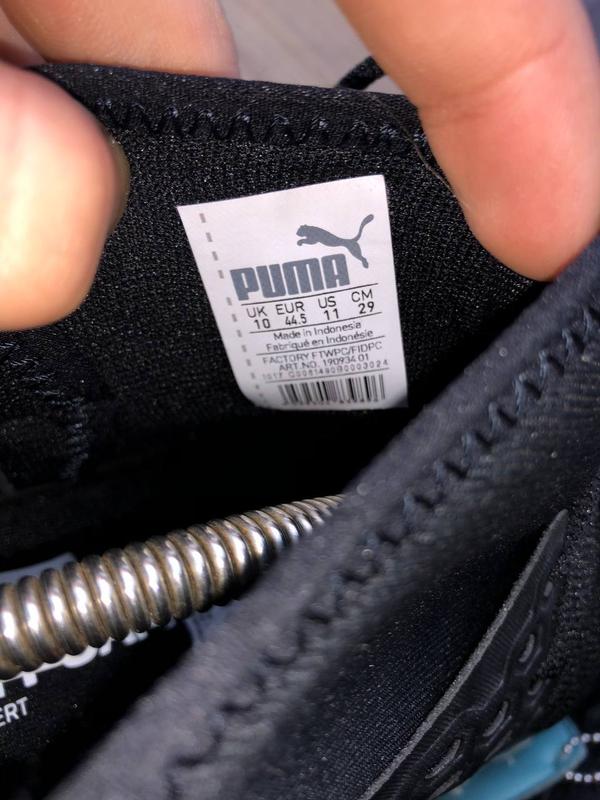 PUMA
UK EUR US CM
10 44.5 11 29
Made in Indonesia
Fabriqué en Indonésie
FACTORY FTWPC/FIDPC
ART.NO. 190934 01
ERT